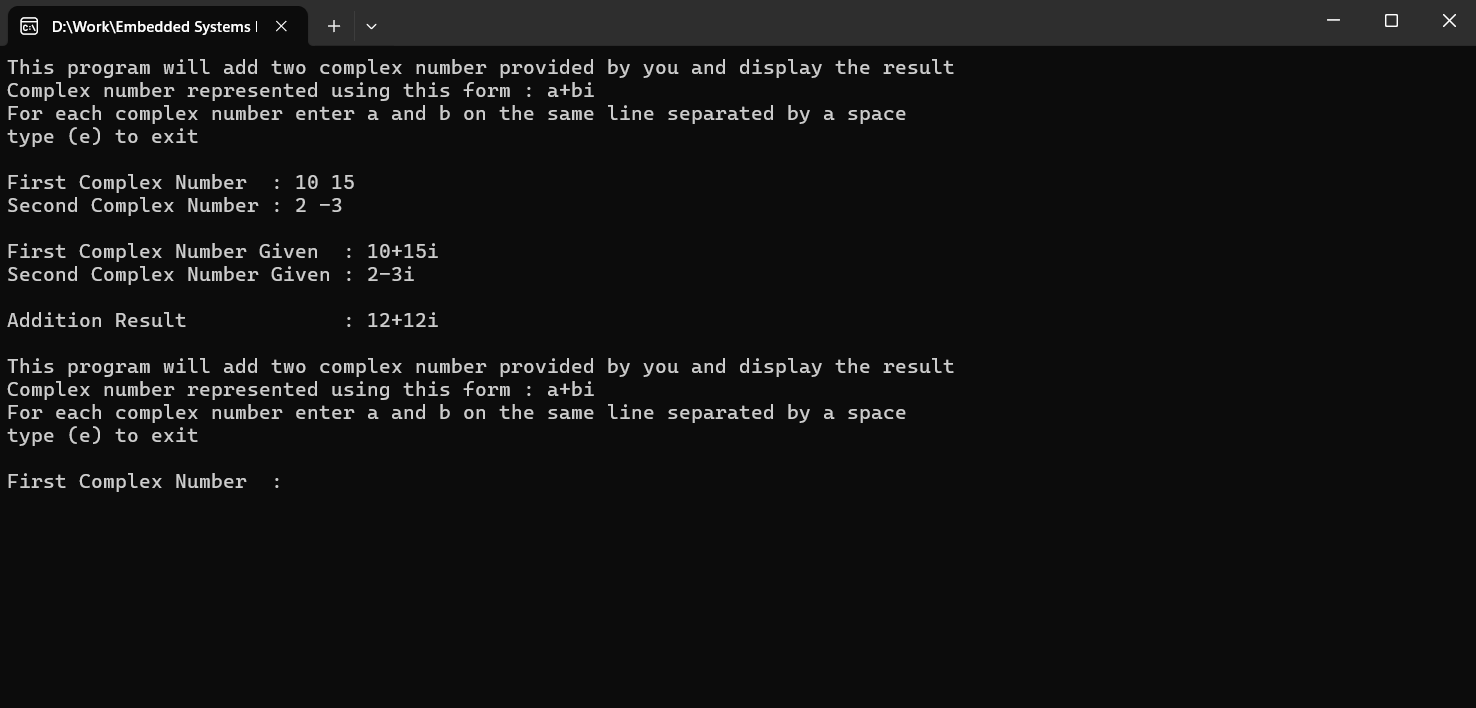 D:\Work\Embedded Systems
This program will add two complex number provided by you and display the result
Complex number represented using this form : a+bi
For each complex number enter a and b on the same line separated by a space
type (e) to exit
First Complex Number  : 10 15
Second Complex Number : 2 -3
First Complex Number Given  : 10+15i
Second Complex Number Given : 2-3i
Addition Result             : 12+12i
This program will add two complex number provided by you and display the result
Complex number represented using this form : a+bi
For each complex number enter a and b on the same line separated by a space
type (e) to exit
First Complex Number  :